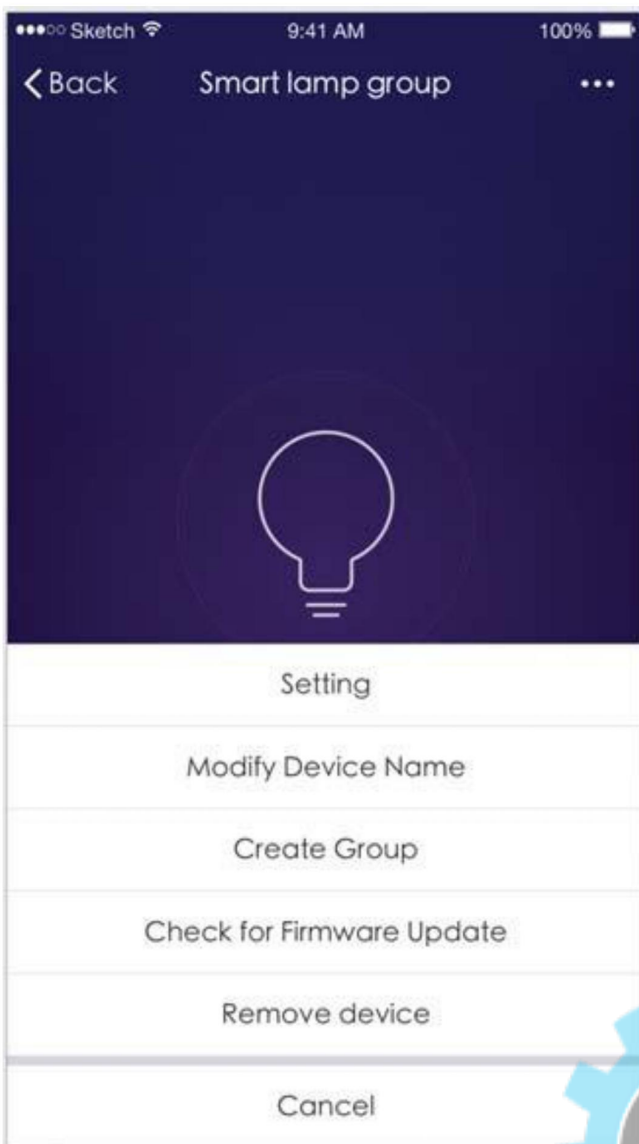 Sketch 9:41 AM 100%
Back Smart lamp group ...
Setting
Modify Device Name
Create Group
Check for Firmware Update
Remove device
Cancel